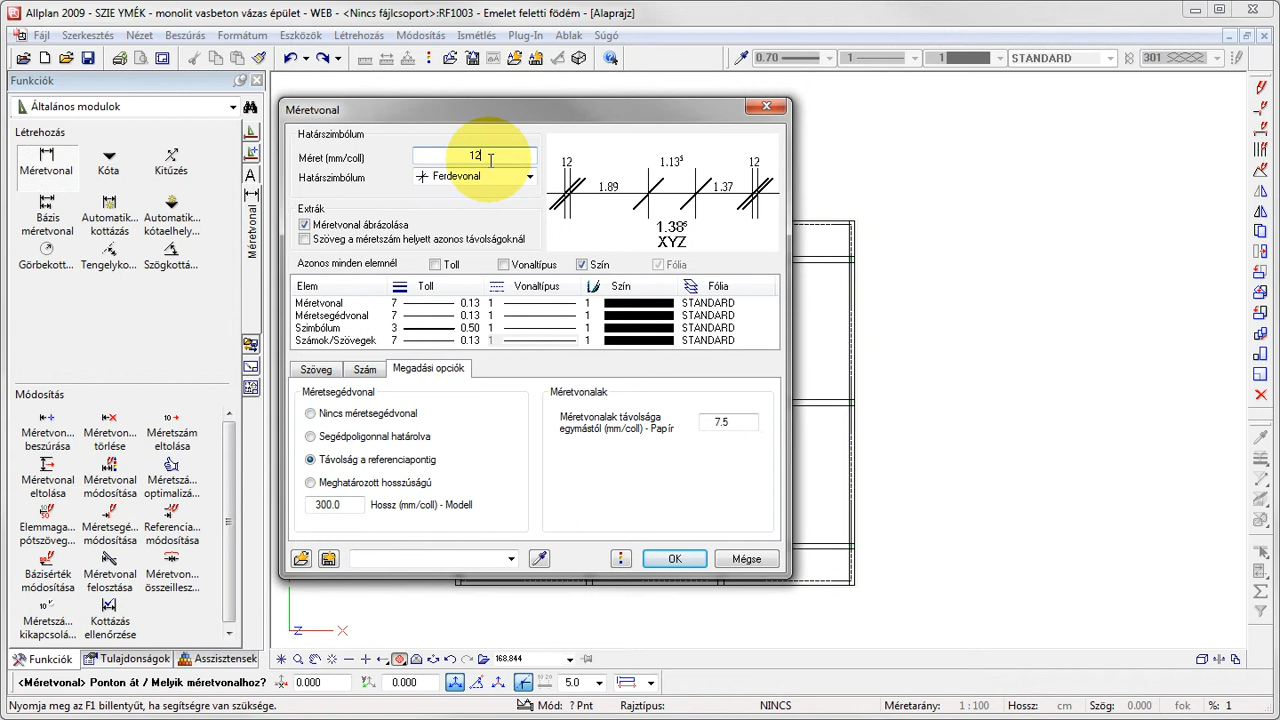 Allplan 2009 - SZIE YMÉK - monolit vasbeton vázas épület - WEB - <Nincs fájlcsoport>:RF1003 - Emelet feletti födém - [Alaprajz]
Fájl Szerkesztés Nézet Beszúrás Formátum Eszközök Létrehozás Módosítás Ismétlés Plug-In Ablak Súgó
0.70 1 1 STANDARD 301
Funkciók
Általános modulok
Létrehozás
Méretvonal Kóta Kitűzés
Bázis méretvonal Automatik... kottázás Automatik... kótaelhely...
Görbekott... Tengelyko... Szögkottá...
Méretvonal
Módosítás
Méretvon... beszúrása Méretvon... törlése Méretszám eltolása
Méretvonal eltolása Méretvonal módosítása Méretszá... optimalizá...
Elemmaga... pótszöveg... Méretsegé... módosítása Referencia... módosítása
Bázisérték módosítása Méretvonal felosztása Méretvon... összeillesz...
Méretszá... kikapcsolá... Kottázás ellenőrzése
Funkciók Tulajdonságok Asszisztensek
Méretvonal
Határszimbólum
Méret (mm/coll) 12
Határszimbólum Ferdevonal
Extrák
Méretvonal ábrázolása
Szöveg a méretszám helyett azonos távolságoknál
12 1.13⁵ 12
1.89 1.37
1.38⁵
XYZ
Azonos minden elemnél Toll Vonaltípus Szín Fólia
Elem Toll Vonaltípus Szín Fólia
Méretvonal 7 0.13 1 1 STANDARD
Méretsegédvonal 7 0.13 1 1 STANDARD
Szimbólum 3 0.50 1 1 STANDARD
Számok/Szövegek 7 0.13 1 1 STANDARD
Szöveg Szám Megadási opciók
Méretsegédvonal
Nincs méretsegédvonal
Segédpoligonnal határolva
Távolság a referenciapontig
Meghatározott hosszúságú
300.0 Hossz (mm/coll) - Modell
Méretvonalak
Méretvonalak távolsága egymástól (mm/coll) - Papír 7.5
OK Mégse
Z X
168.844
<Méretvonal> Ponton át / Melyik méretvonalhoz? 0.000 0.000 5.0
Nyomja meg az F1 billentyűt, ha segítségre van szüksége. Mód: ? Pnt Rajztípus: NINCS Méretarány: 1 : 100 Hossz: cm Szög: 0.000 fok %: 1